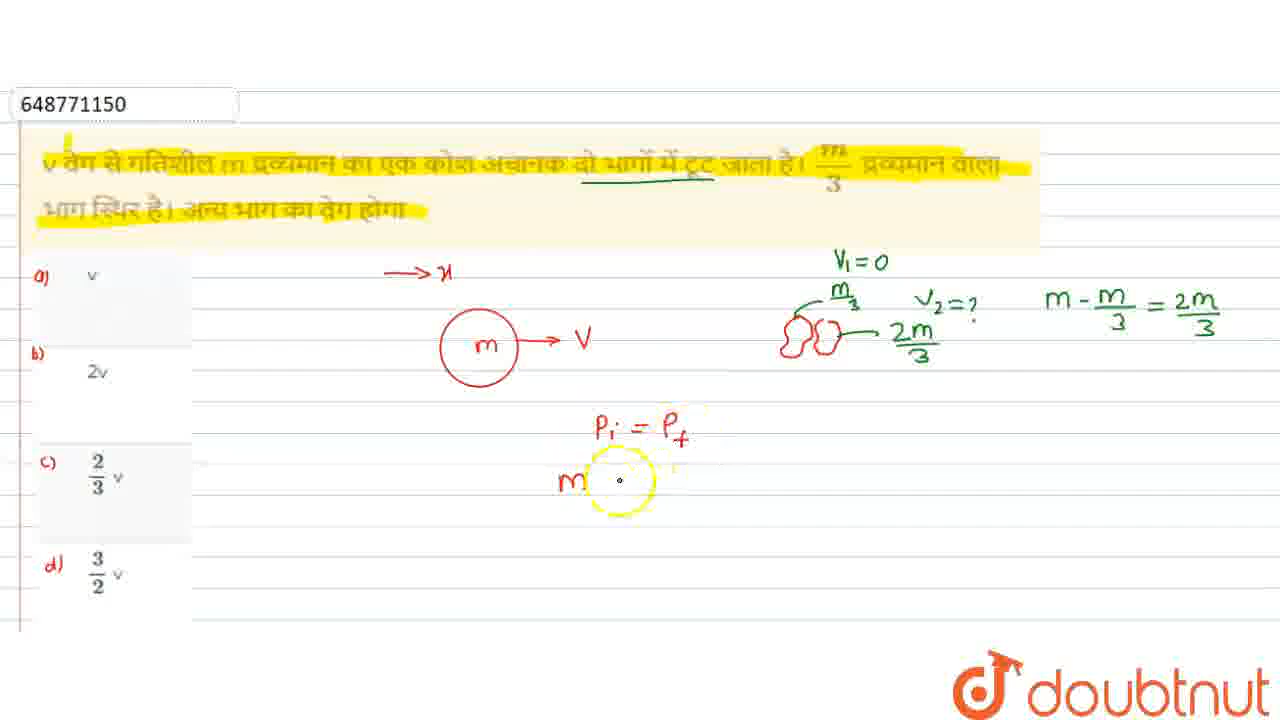 648771150
v वेग से गतिशील m द्रव्यमान का एक कोश अचानक दो भागों में टूट जाता है। m/3 द्रव्यमान वाला
भाग स्थिर है। अन्य भाग का वेग होगा
a) v
b) 2v
c) 2/3 v
d) 3/2 v
→ x
m → V
V₁ = 0
m/3
V₂ = ?
2m/3
m - m/3 = 2m/3
Pi = Pf
m
doubtnut